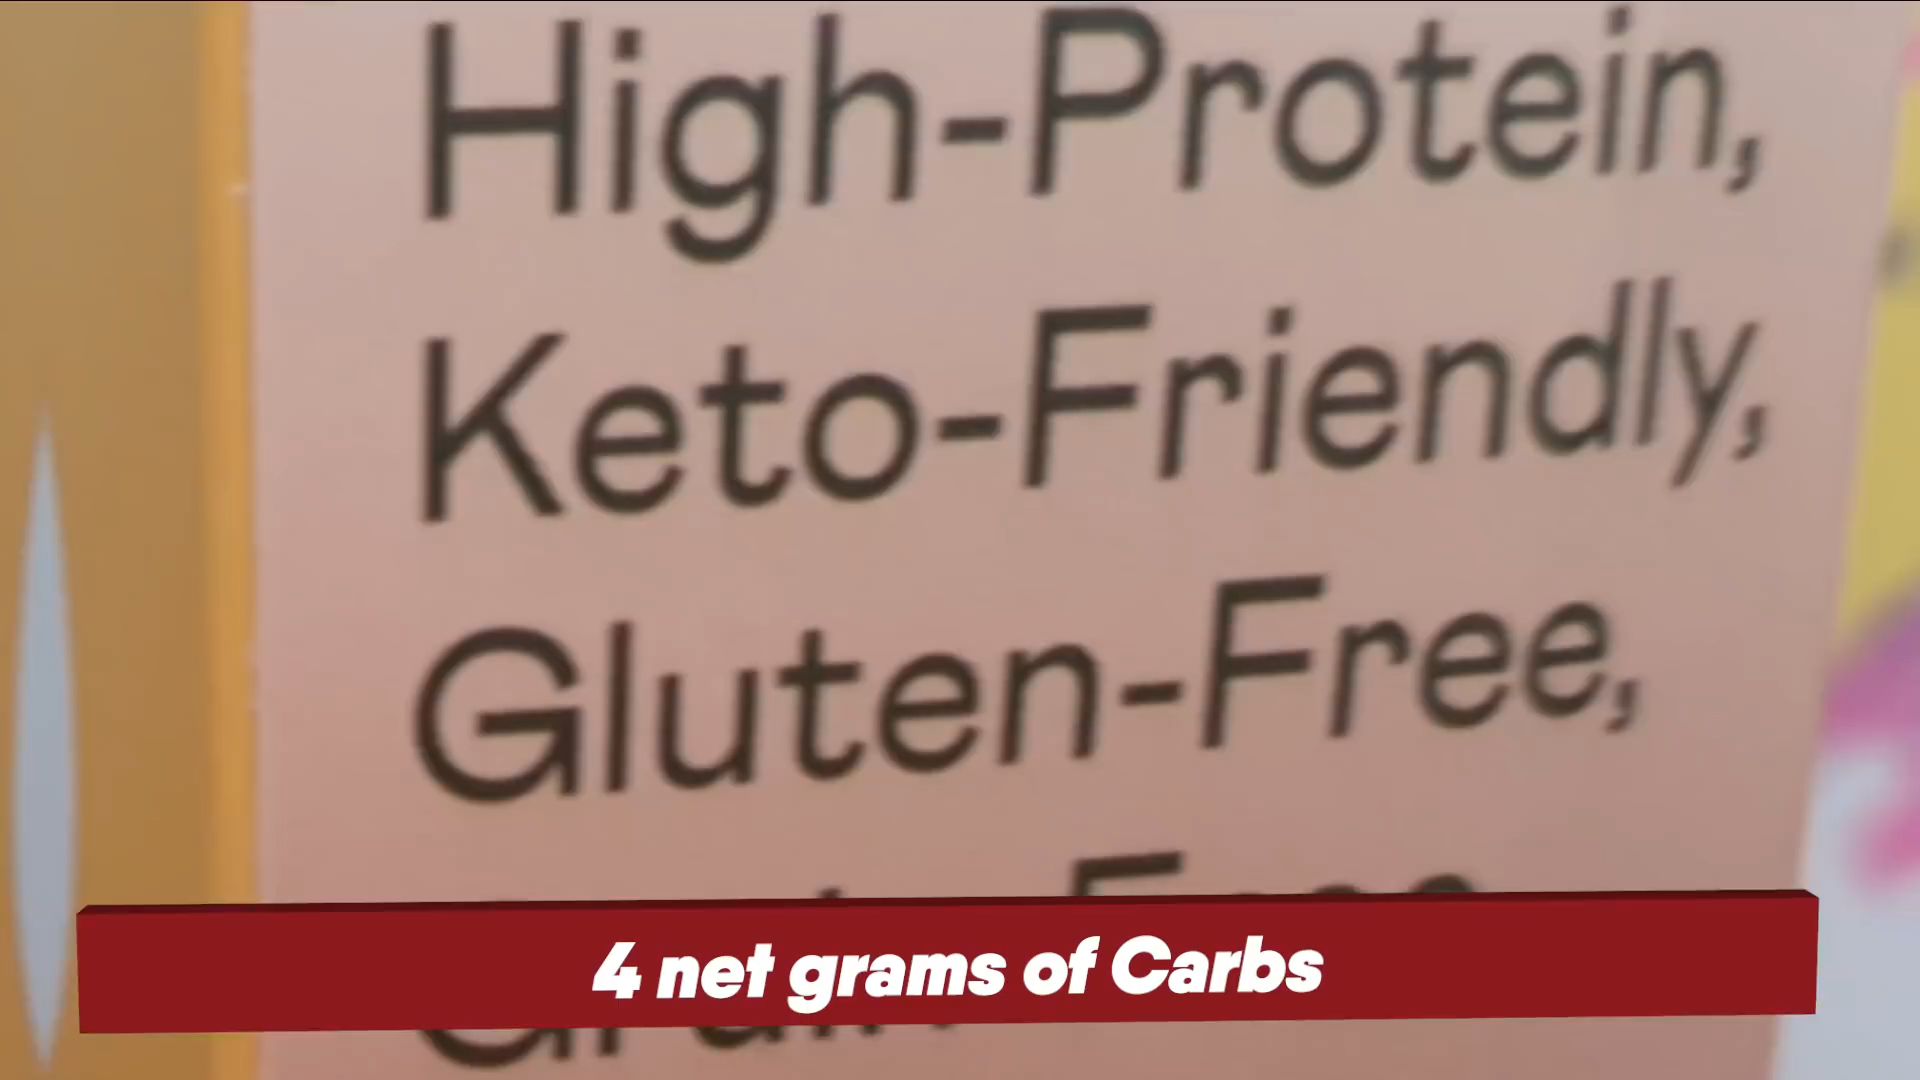 High-Protein,
Keto-Friendly,
Gluten-Free,
4 net grams of Carbs